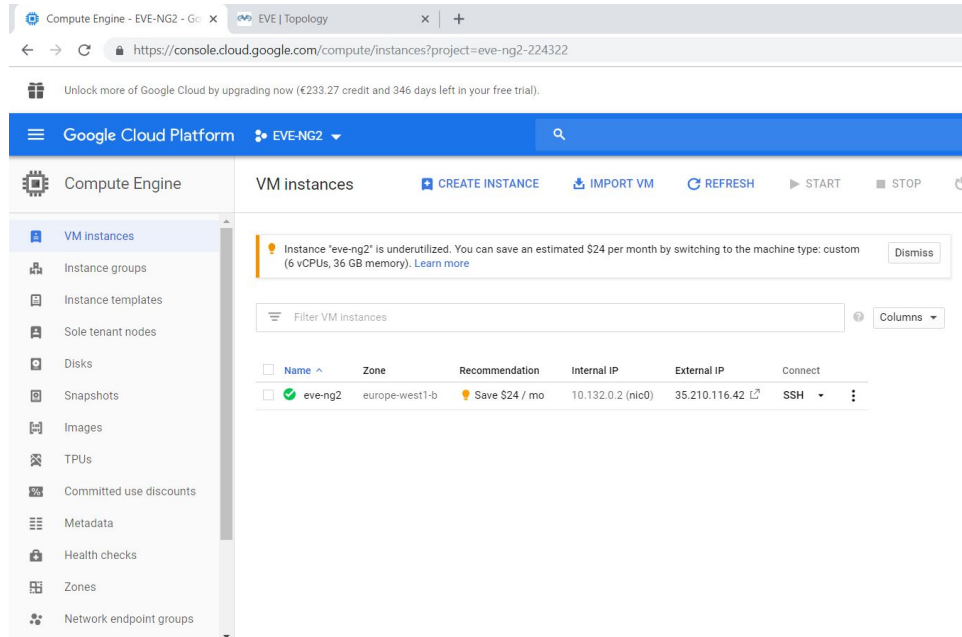 Compute Engine - EVE-NG2 - Go
EVE | Topology
https://console.cloud.google.com/compute/instances?project=eve-ng2-224322
Unlock more of Google Cloud by upgrading now (€233.27 credit and 346 days left in your free trial).
Google Cloud Platform EVE-NG2
Compute Engine
VM instances CREATE INSTANCE IMPORT VM REFRESH START STOP
VM instances
Instance groups
Instance templates
Sole tenant nodes
Disks
Snapshots
Images
TPUs
Committed use discounts
Metadata
Health checks
Zones
Network endpoint groups
Instance "eve-ng2" is underutilized. You can save an estimated $24 per month by switching to the machine type: custom
(6 vCPUs, 36 GB memory). Learn more
Dismiss
Filter VM instances
Columns
Name Zone Recommendation Internal IP External IP Connect
eve-ng2 europe-west1-b Save $24 / mo 10.132.0.2 (nic0) 35.210.116.42 SSH